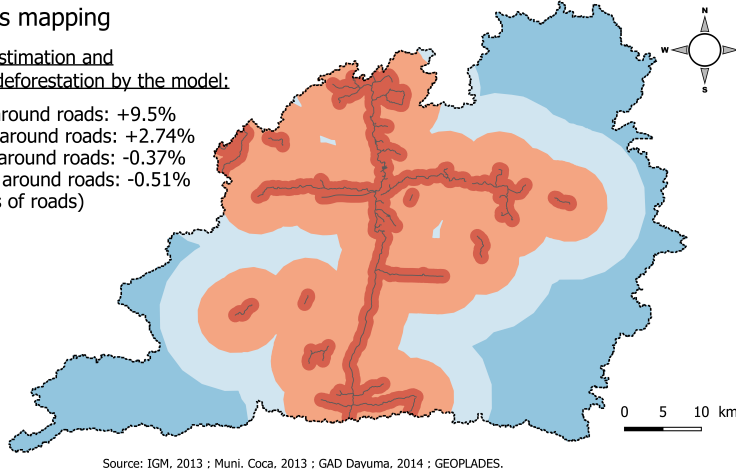 s mapping
stimation and
deforestation by the model:
around roads: +9.5%
around roads: +2.74%
around roads: -0.37%
around roads: -0.51%
s of roads)
N
W
S
0 5 10 km
Source: IGM, 2013 ; Muni. Coca, 2013 ; GAD Dayuma, 2014 ; GEOPLADES.